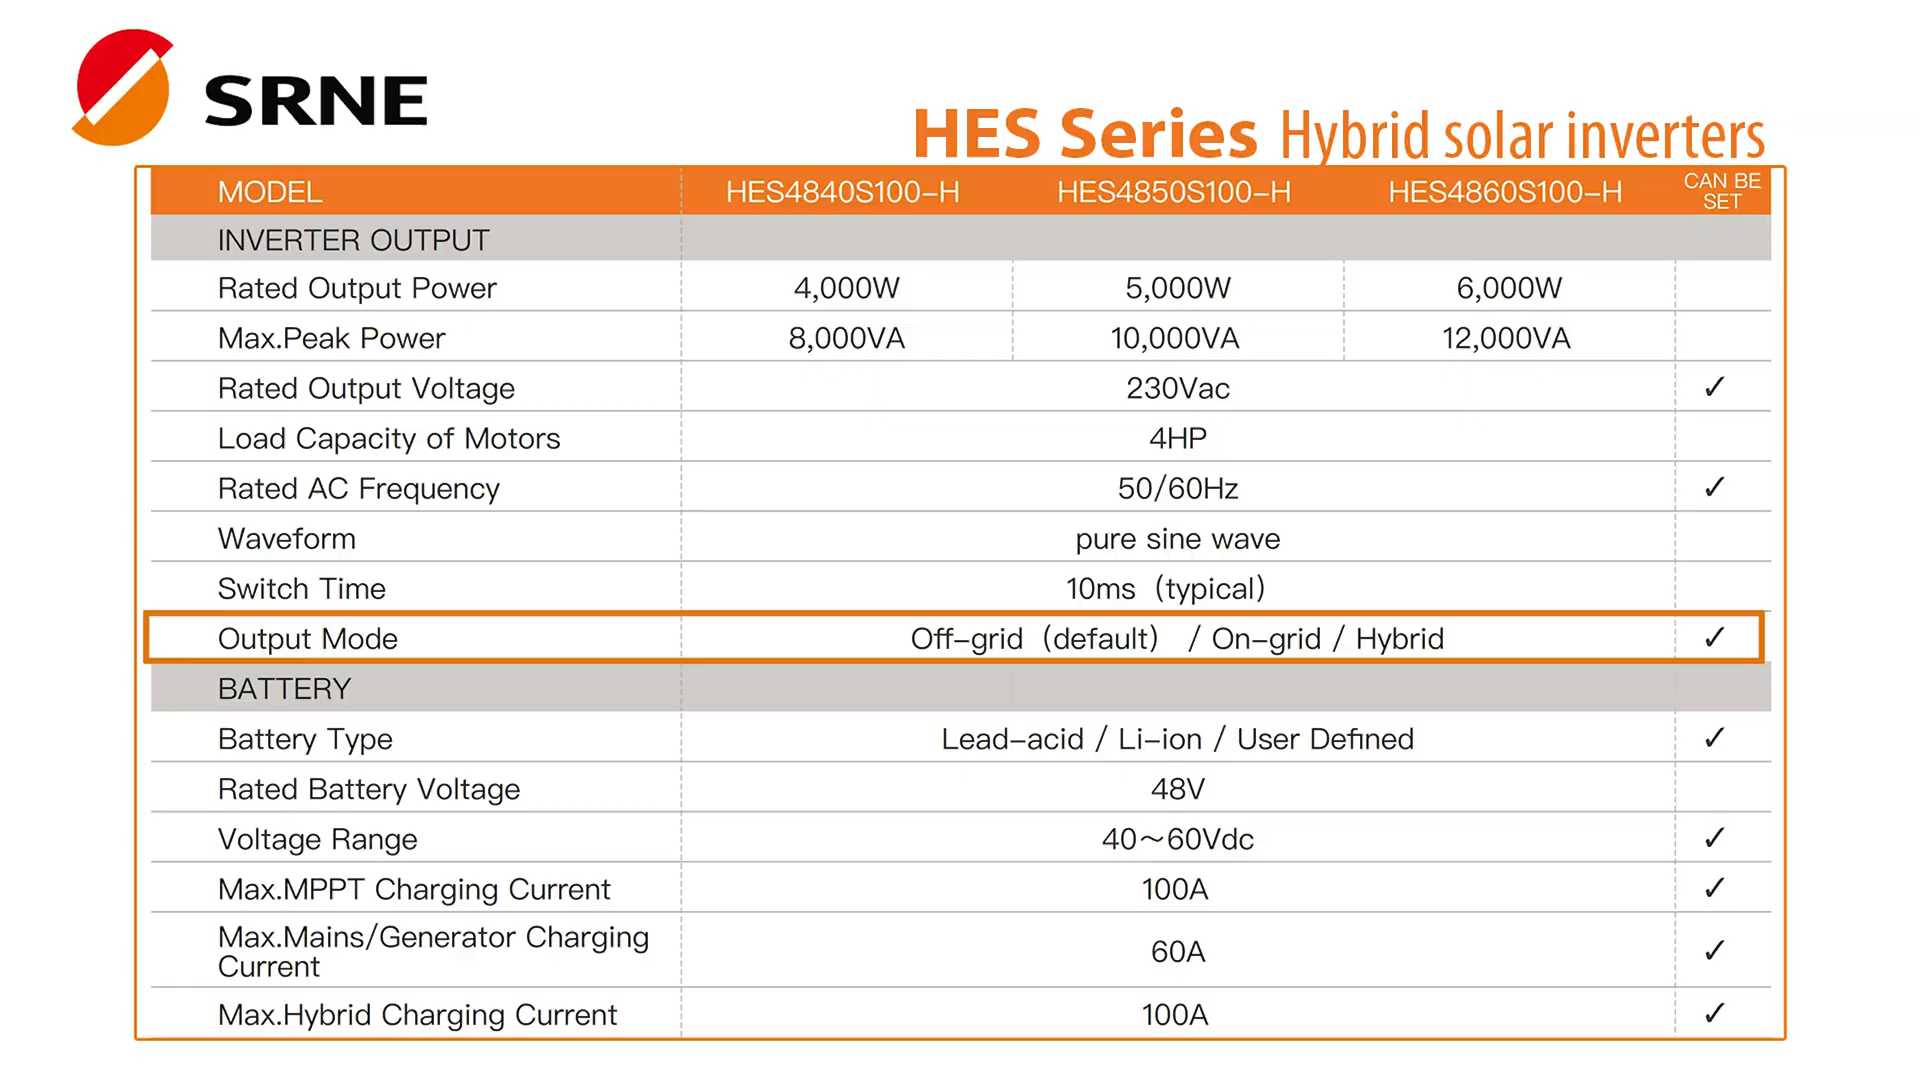 SRNE
HES Series Hybrid solar inverters
MODEL HES4840S100-H HES4850S100-H HES4860S100-H CAN BE SET
INVERTER OUTPUT
Rated Output Power 4,000W 5,000W 6,000W
Max.Peak Power 8,000VA 10,000VA 12,000VA
Rated Output Voltage 230Vac ✓
Load Capacity of Motors 4HP
Rated AC Frequency 50/60Hz ✓
Waveform pure sine wave
Switch Time 10ms (typical)
Output Mode Off-grid (default) / On-grid / Hybrid ✓
BATTERY
Battery Type Lead-acid / Li-ion / User Defined ✓
Rated Battery Voltage 48V
Voltage Range 40~60Vdc ✓
Max.MPPT Charging Current 100A ✓
Max.Mains/Generator Charging Current 60A ✓
Max.Hybrid Charging Current 100A ✓